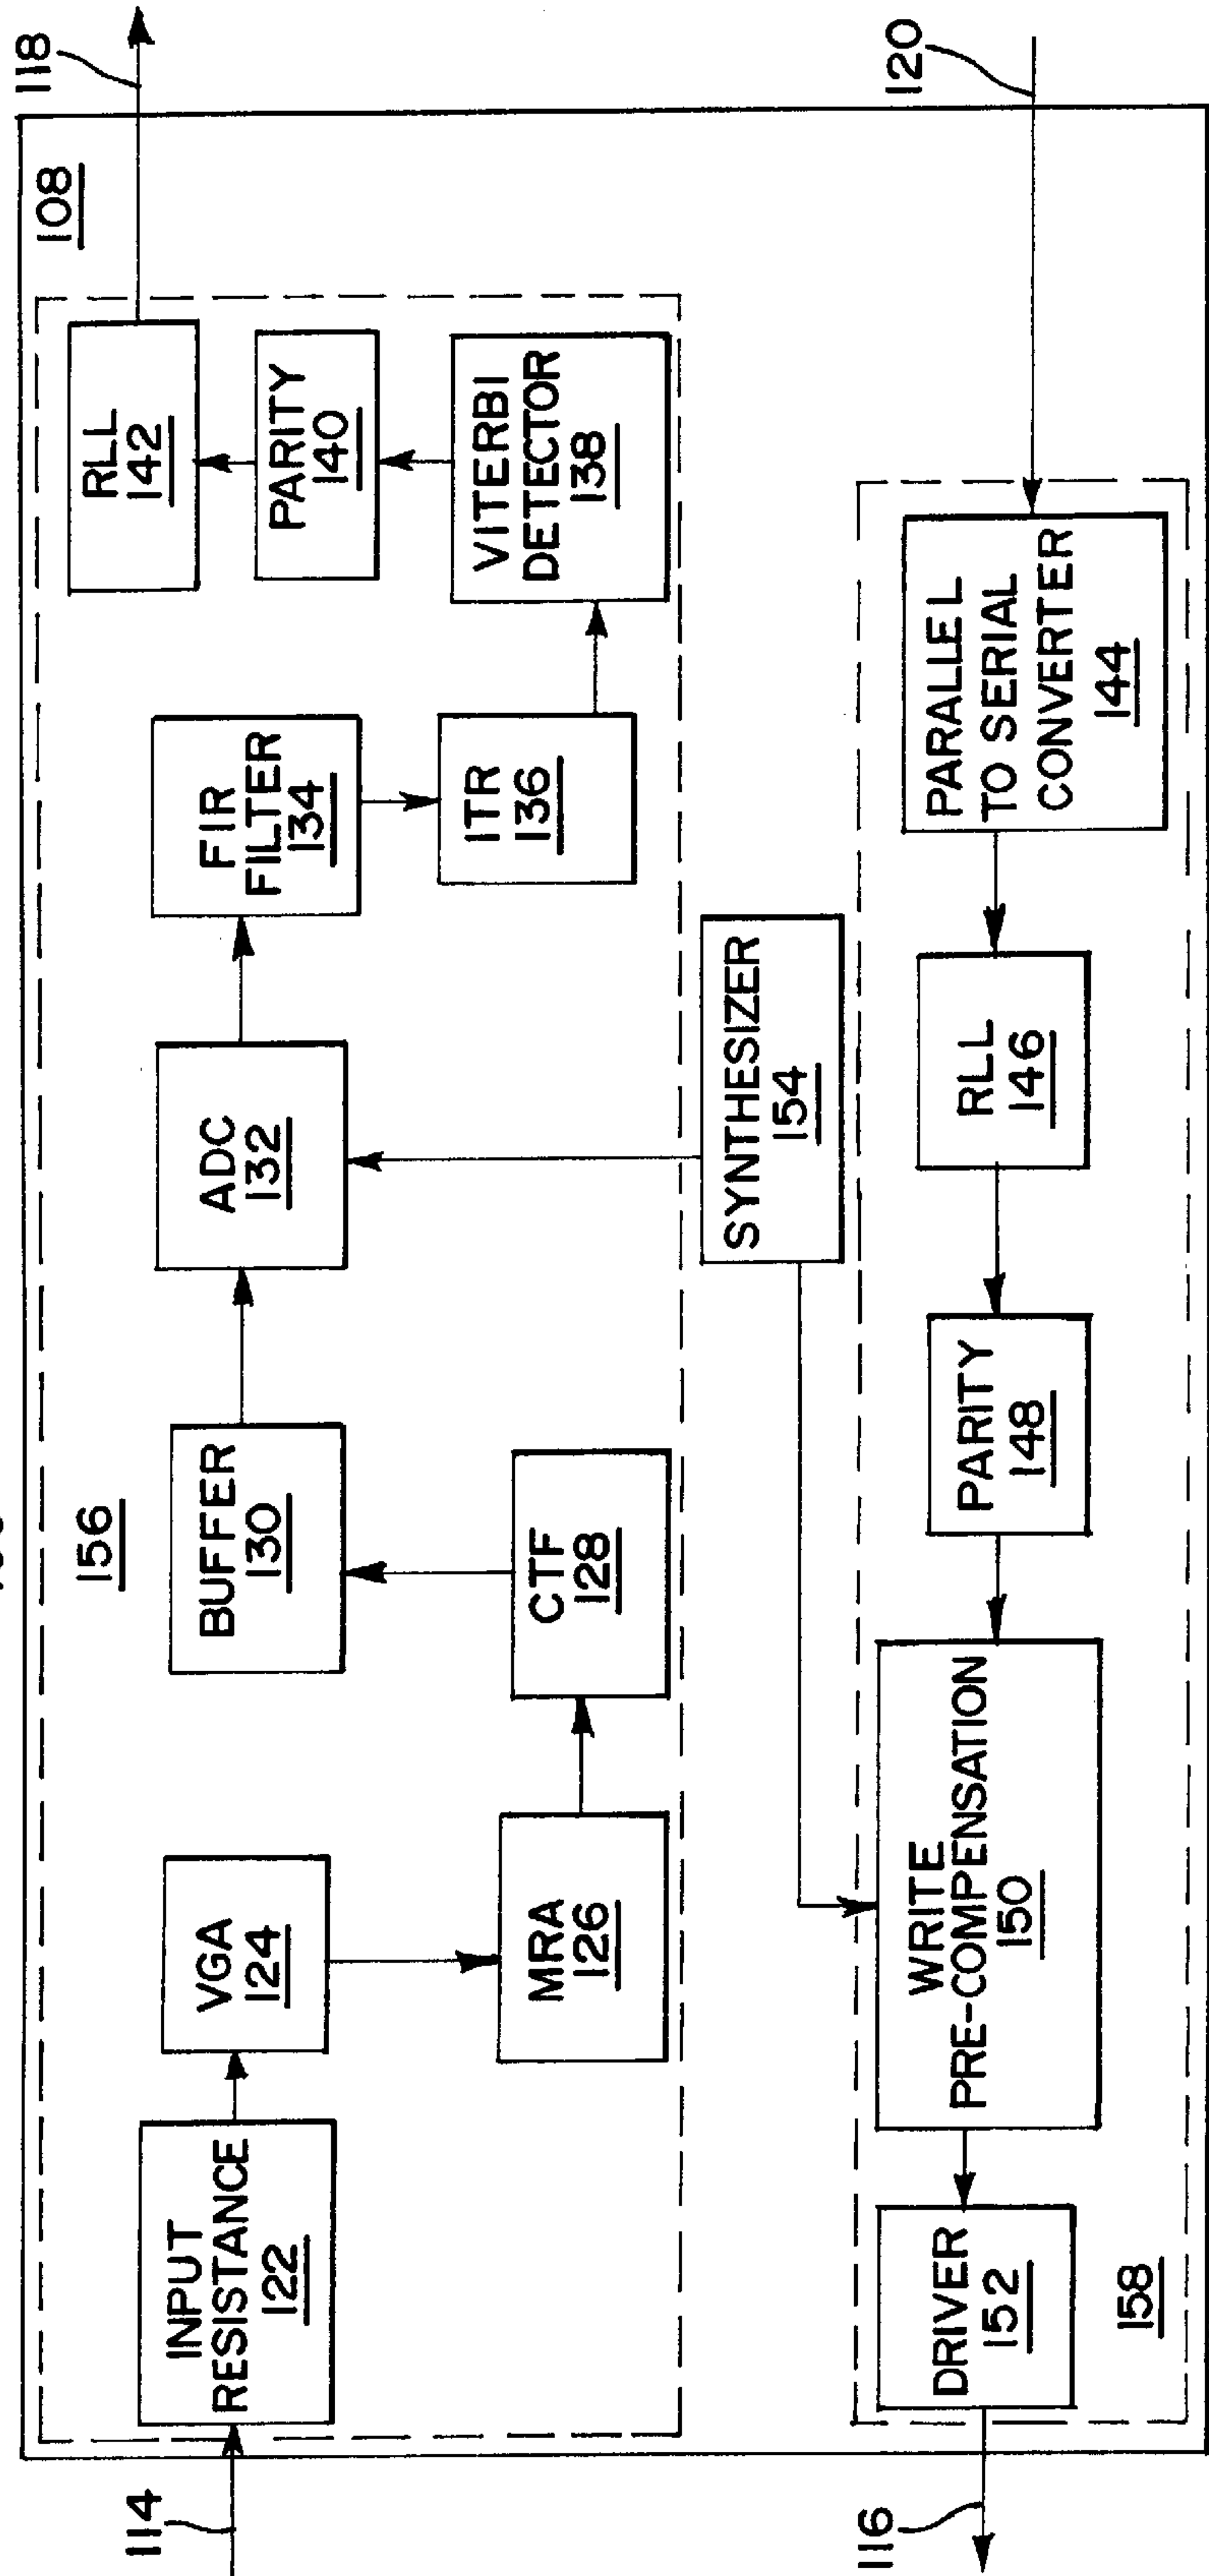 118
108
156
RLL
142
PARITY
140
VITERBI
DETECTOR
138
FIR
FILTER
134
ITR
136
ADC
132
BUFFER
130
CTF
128
VGA
124
MRA
126
INPUT
RESISTANCE
122
114
SYNTHESIZER
154
120
PARALLEL
TO SERIAL
CONVERTER
144
RLL
146
PARITY
148
WRITE
PRE-COMPENSATION
150
DRIVER
152
158
116